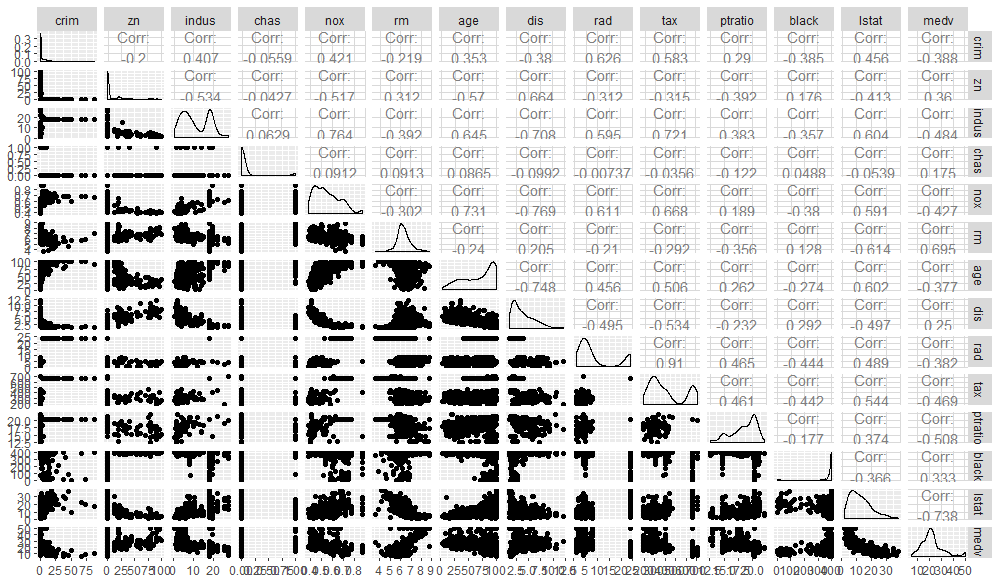 crim zn indus chas nox rm age dis rad tax ptratio black lstat medv
Corr: Corr: Corr: Corr: Corr: Corr: Corr: Corr: Corr: Corr: Corr: Corr: Corr:
-0.2 0.407 -0.0559 0.421 -0.219 0.353 -0.38 0.626 0.583 0.29 -0.385 0.456 -0.388
crim
Corr: Corr: Corr: Corr: Corr: Corr: Corr: Corr: Corr: Corr: Corr: Corr:
-0.534 -0.0427 -0.517 0.312 -0.57 0.664 -0.312 -0.315 -0.392 0.176 -0.413 0.36
zn
Corr: Corr: Corr: Corr: Corr: Corr: Corr: Corr: Corr: Corr: Corr:
0.0629 0.764 -0.392 0.645 -0.708 0.595 0.721 0.383 -0.357 0.604 -0.484
indus
Corr: Corr: Corr: Corr: Corr: Corr: Corr: Corr: Corr: Corr:
0.0912 0.0913 0.0865 -0.0992 -0.00737 -0.0356 -0.122 0.0488 -0.0539 0.175
chas
Corr: Corr: Corr: Corr: Corr: Corr: Corr: Corr: Corr:
-0.302 0.731 -0.769 0.611 0.668 0.189 -0.38 0.591 -0.427
nox
Corr: Corr: Corr: Corr: Corr: Corr: Corr: Corr:
-0.24 0.205 -0.21 -0.292 -0.356 0.128 -0.614 0.695
rm
Corr: Corr: Corr: Corr: Corr: Corr: Corr:
-0.748 0.456 0.506 0.262 -0.274 0.602 -0.377
age
Corr: Corr: Corr: Corr: Corr: Corr:
-0.495 -0.534 -0.232 0.292 -0.497 0.25
dis
Corr: Corr: Corr: Corr: Corr:
0.91 0.465 -0.444 0.489 -0.382
rad
Corr: Corr: Corr: Corr:
0.461 -0.442 0.544 -0.469
tax
Corr: Corr: Corr:
-0.177 0.374 -0.508
ptratio
Corr: Corr:
-0.366 0.333
black
Corr:
-0.738
lstat
medv